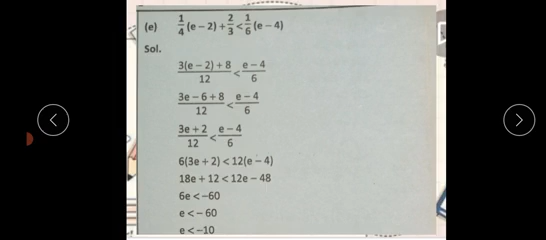 (e) 1/4 (e – 2) + 2/3 < 1/6 (e – 4)
Sol.
3(e – 2) + 8 / 12 < e – 4 / 6
3e – 6 + 8 / 12 < e – 4 / 6
3e + 2 / 12 < e – 4 / 6
6(3e + 2) < 12(e – 4)
18e + 12 < 12e – 48
6e < –60
e < – 60
e < –10